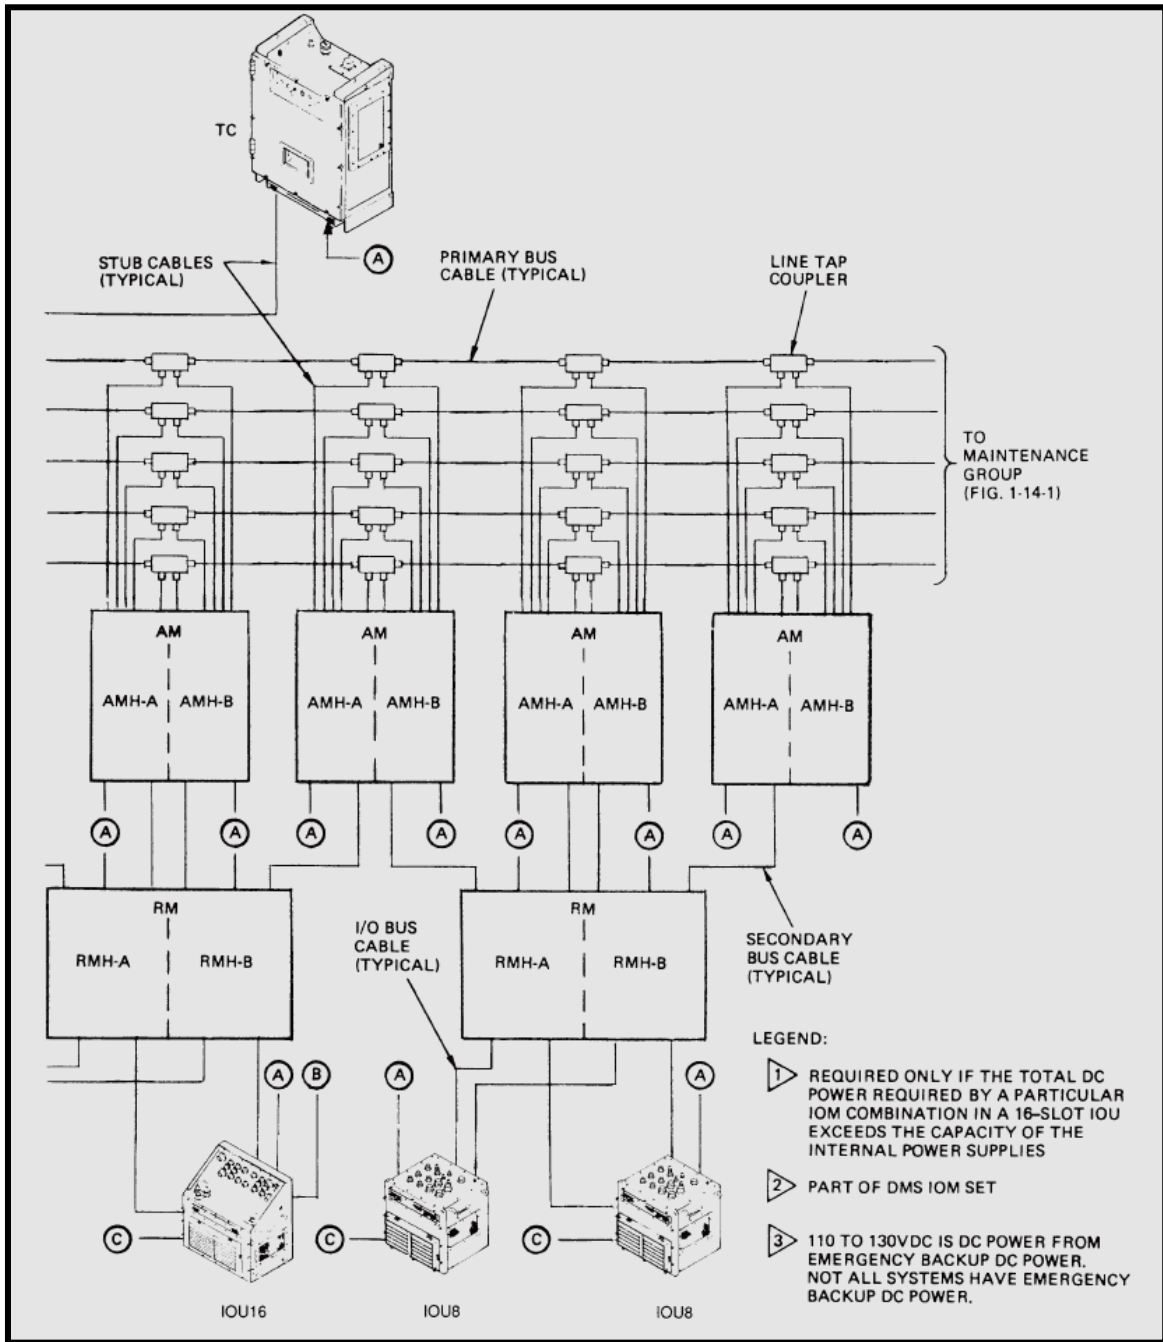 TC
A
STUB CABLES
(TYPICAL)
PRIMARY BUS
CABLE (TYPICAL)
LINE TAP
COUPLER
TO
MAINTENANCE
GROUP
(FIG. 1-14-1)
AM
AM
AM
AM
AMH-A
AMH-B
AMH-A
AMH-B
AMH-A
AMH-B
AMH-A
AMH-B
A
A
A
A
A
A
A
A
RM
RMH-A
RMH-B
I/O BUS
CABLE
(TYPICAL)
RM
RMH-A
RMH-B
SECONDARY
BUS CABLE
(TYPICAL)
A
B
A
A
C
C
C
IOU16
IOU8
IOU8
LEGEND:
1 REQUIRED ONLY IF THE TOTAL DC
POWER REQUIRED BY A PARTICULAR
IOM COMBINATION IN A 16-SLOT IOU
EXCEEDS THE CAPACITY OF THE
INTERNAL POWER SUPPLIES
2 PART OF DMS IOM SET
3 110 TO 130VDC IS DC POWER FROM
EMERGENCY BACKUP DC POWER.
NOT ALL SYSTEMS HAVE EMERGENCY
BACKUP DC POWER.